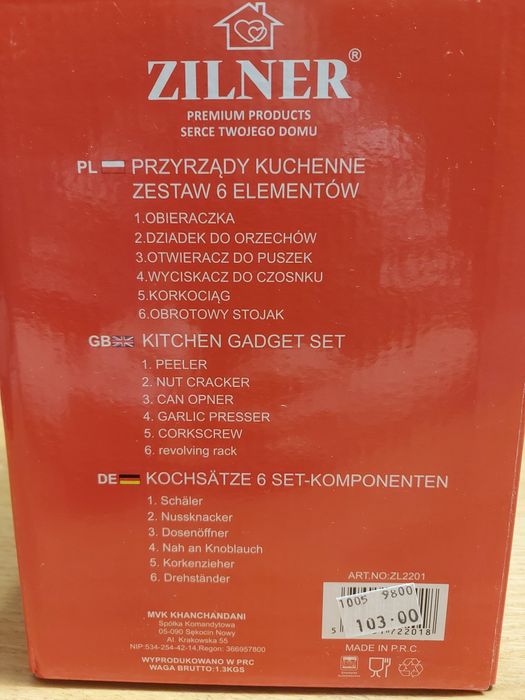 ZILNER®
PREMIUM PRODUCTS
SERCE TWOJEGO DOMU
PL PRZYRZĄDY KUCHENNE
ZESTAW 6 ELEMENTÓW
1.OBIERACZKA
2.DZIADEK DO ORZECHÓW
3.OTWIERACZ DO PUSZEK
4.WYCISKACZ DO CZOSNKU
5.KORKOCIĄG
6.OBROTOWY STOJAK
GB KITCHEN GADGET SET
1. PEELER
2. NUT CRACKER
3. CAN OPNER
4. GARLIC PRESSER
5. CORKSCREW
6. revolving rack
DE KOCHSÄTZE 6 SET-KOMPONENTEN
1. Schäler
2. Nussknacker
3. Dosenöffner
4. Nah an Knoblauch
5. Korkenzieher
6. Drehständer
ART.NO:ZL2201
1005 9800
103-00
722018
MADE IN P.R.C.
MVK KHANCHANDANI
Spółka Komandytowa
05-090 Sękocin Nowy
Al. Krakowska 55
NIP:534-254-42-14,Regon: 366957800
WYPRODUKOWANO W PRC
WAGA BRUTTO:1.3KGS